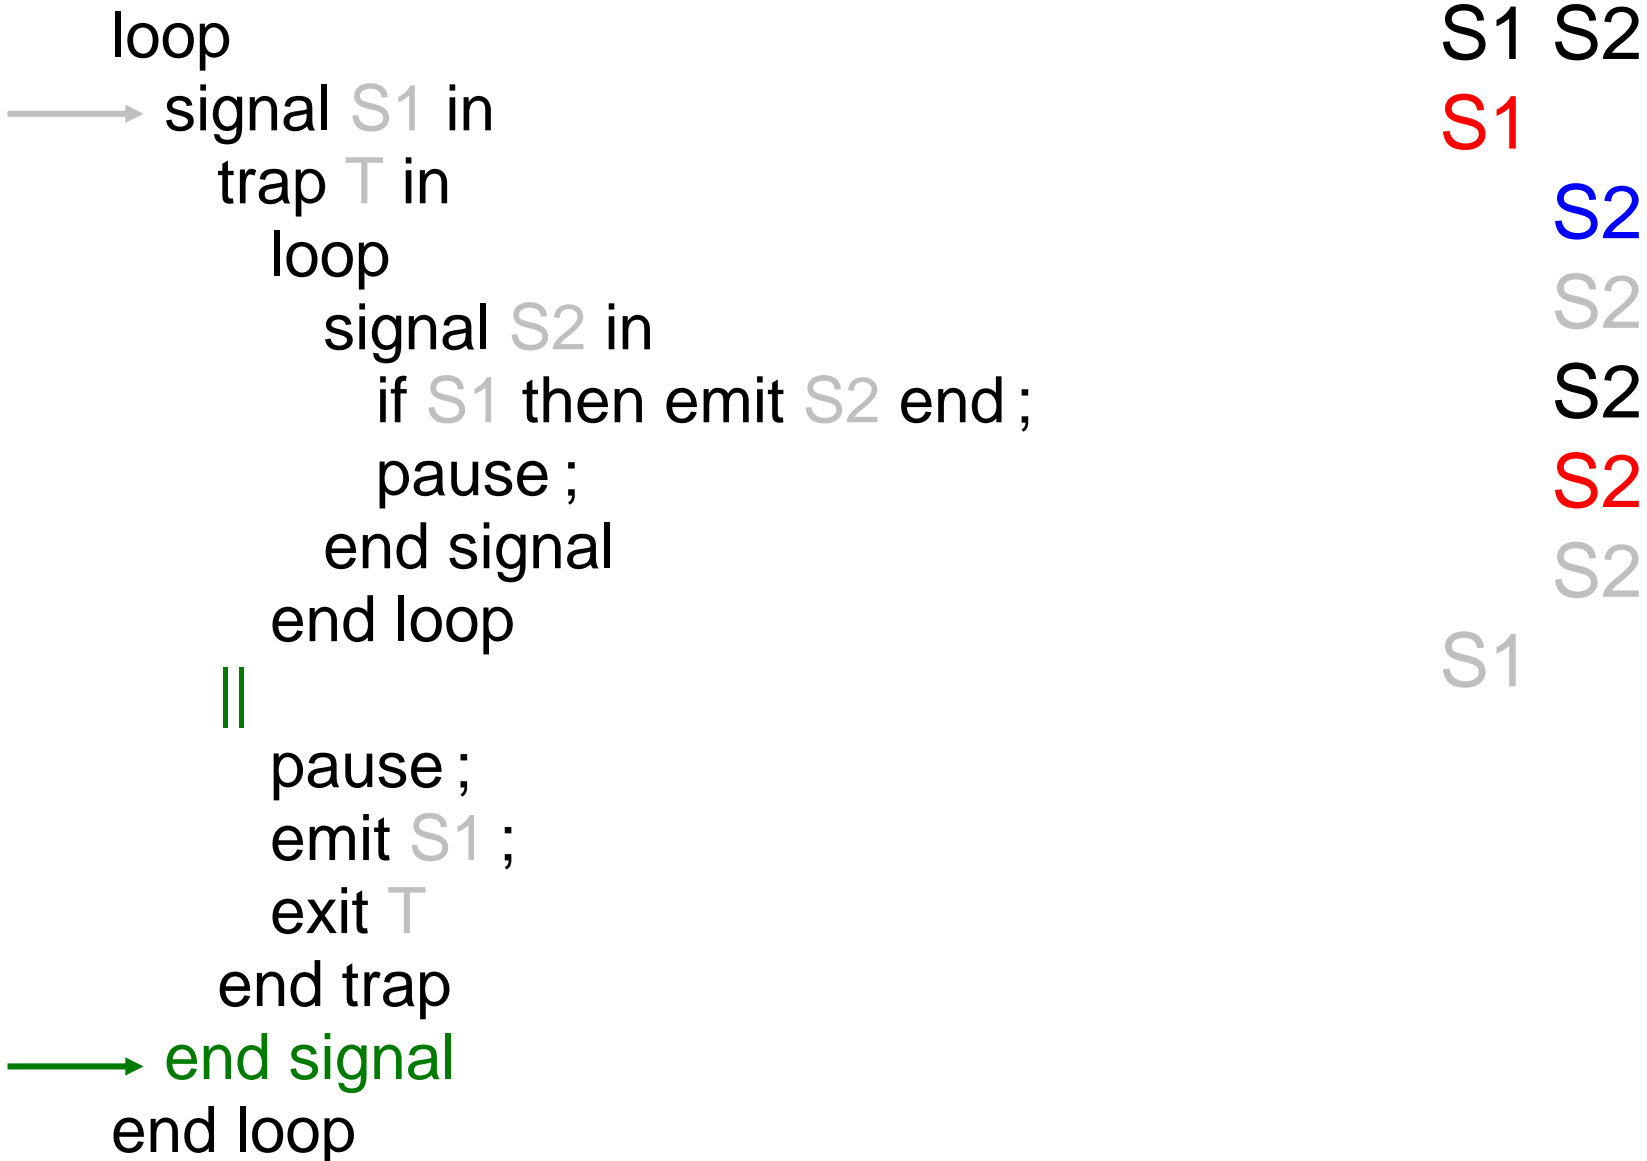 loop
signal S1 in
trap T in
loop
signal S2 in
if S1 then emit S2 end ;
pause ;
end signal
end loop
||
pause ;
emit S1 ;
exit T
end trap
end signal
end loop
S1 S2
S1
S2
S2
S2
S2
S2
S1